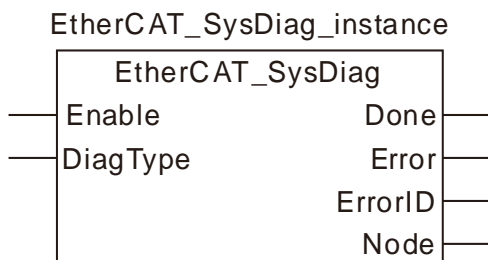 EtherCAT_SysDiag_instance
EtherCAT_SysDiag
Enable Done
DiagType Error
ErrorID
Node